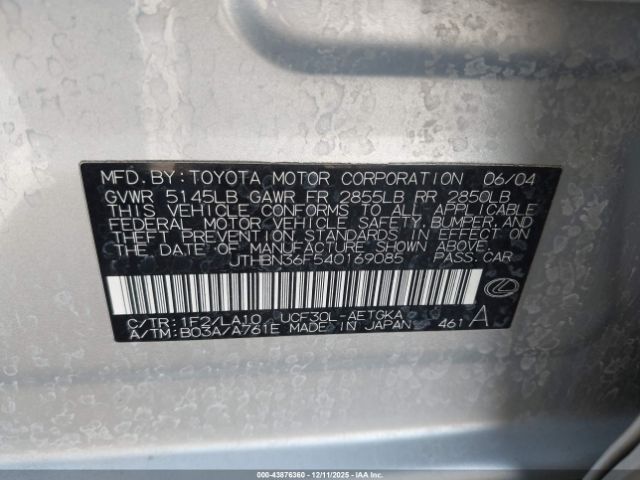 MFD. BY: TOYOTA MOTOR CORPORATION 06/04
GVWR 5145LB GAWR FR 2855LB RR 2850LB
THIS VEHICLE CONFORMS TO ALL APPLICABLE
FEDERAL MOTOR VEHICLE SAFETY, BUMPER, AND
THEFT PREVENTION STANDARDS IN EFFECT ON
THE DATE OF MANUFACTURE SHOWN ABOVE.
JTHBN36F540169085 PASS. CAR
C/TR: 1F2/LA10 UCF30L-AETGKA
A/TM: B03A/A761E MADE IN JAPAN 461 A
000-43876360 - 12/11/2025 - IAAI.com